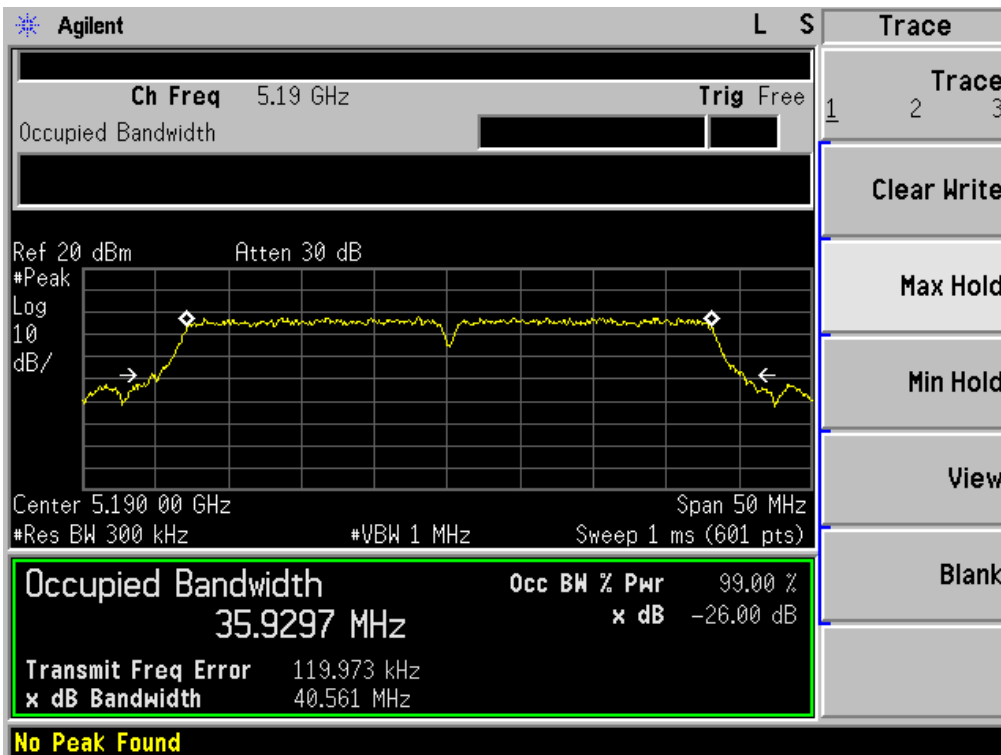 Agilent L S Trace
Ch Freq 5.19 GHz Trig Free
Occupied Bandwidth
Trace
1 2 3
Clear Write
Max Hold
Min Hold
View
Blank
Ref 20 dBm Atten 30 dB
#Peak
Log
10
dB/
Center 5.190 00 GHz Span 50 MHz
#Res BW 300 kHz #VBW 1 MHz Sweep 1 ms (601 pts)
Occupied Bandwidth Occ BW % Pwr 99.00 %
35.9297 MHz x dB -26.00 dB
Transmit Freq Error 119.973 kHz
x dB Bandwidth 40.561 MHz
No Peak Found